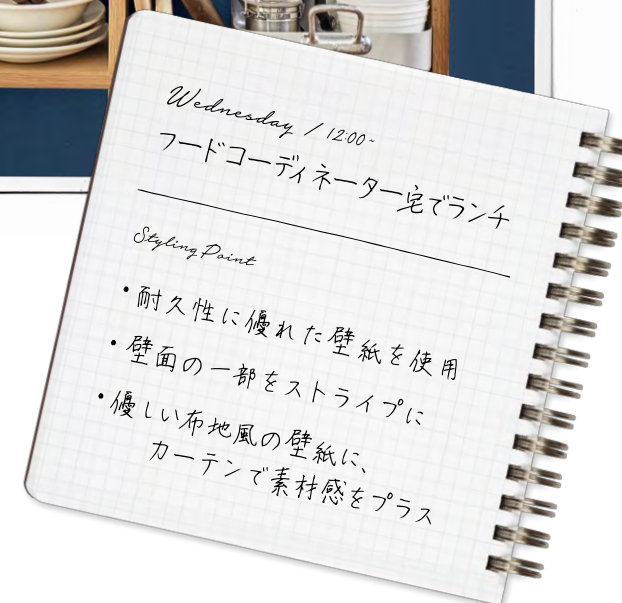 Wednesday / 12:00~
フードコーディネーター宅でランチ
Styling Point
・耐久性に優れた壁紙を使用
・壁面の一部をストライプに
・優しい布地風の壁紙に、
カーテンで素材感をプラス